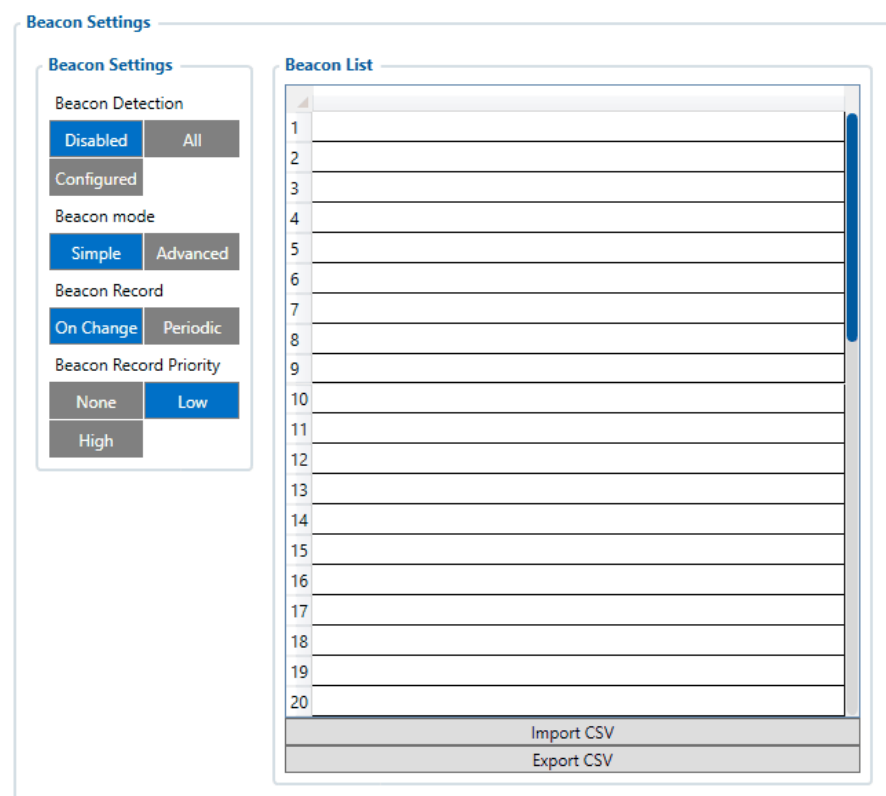 Beacon Settings
Beacon Settings
Beacon Detection
Disabled All
Configured
Beacon mode
Simple Advanced
Beacon Record
On Change Periodic
Beacon Record Priority
None Low
High
Beacon List
1
2
3
4
5
6
7
8
9
10
11
12
13
14
15
16
17
18
19
20
Import CSV
Export CSV